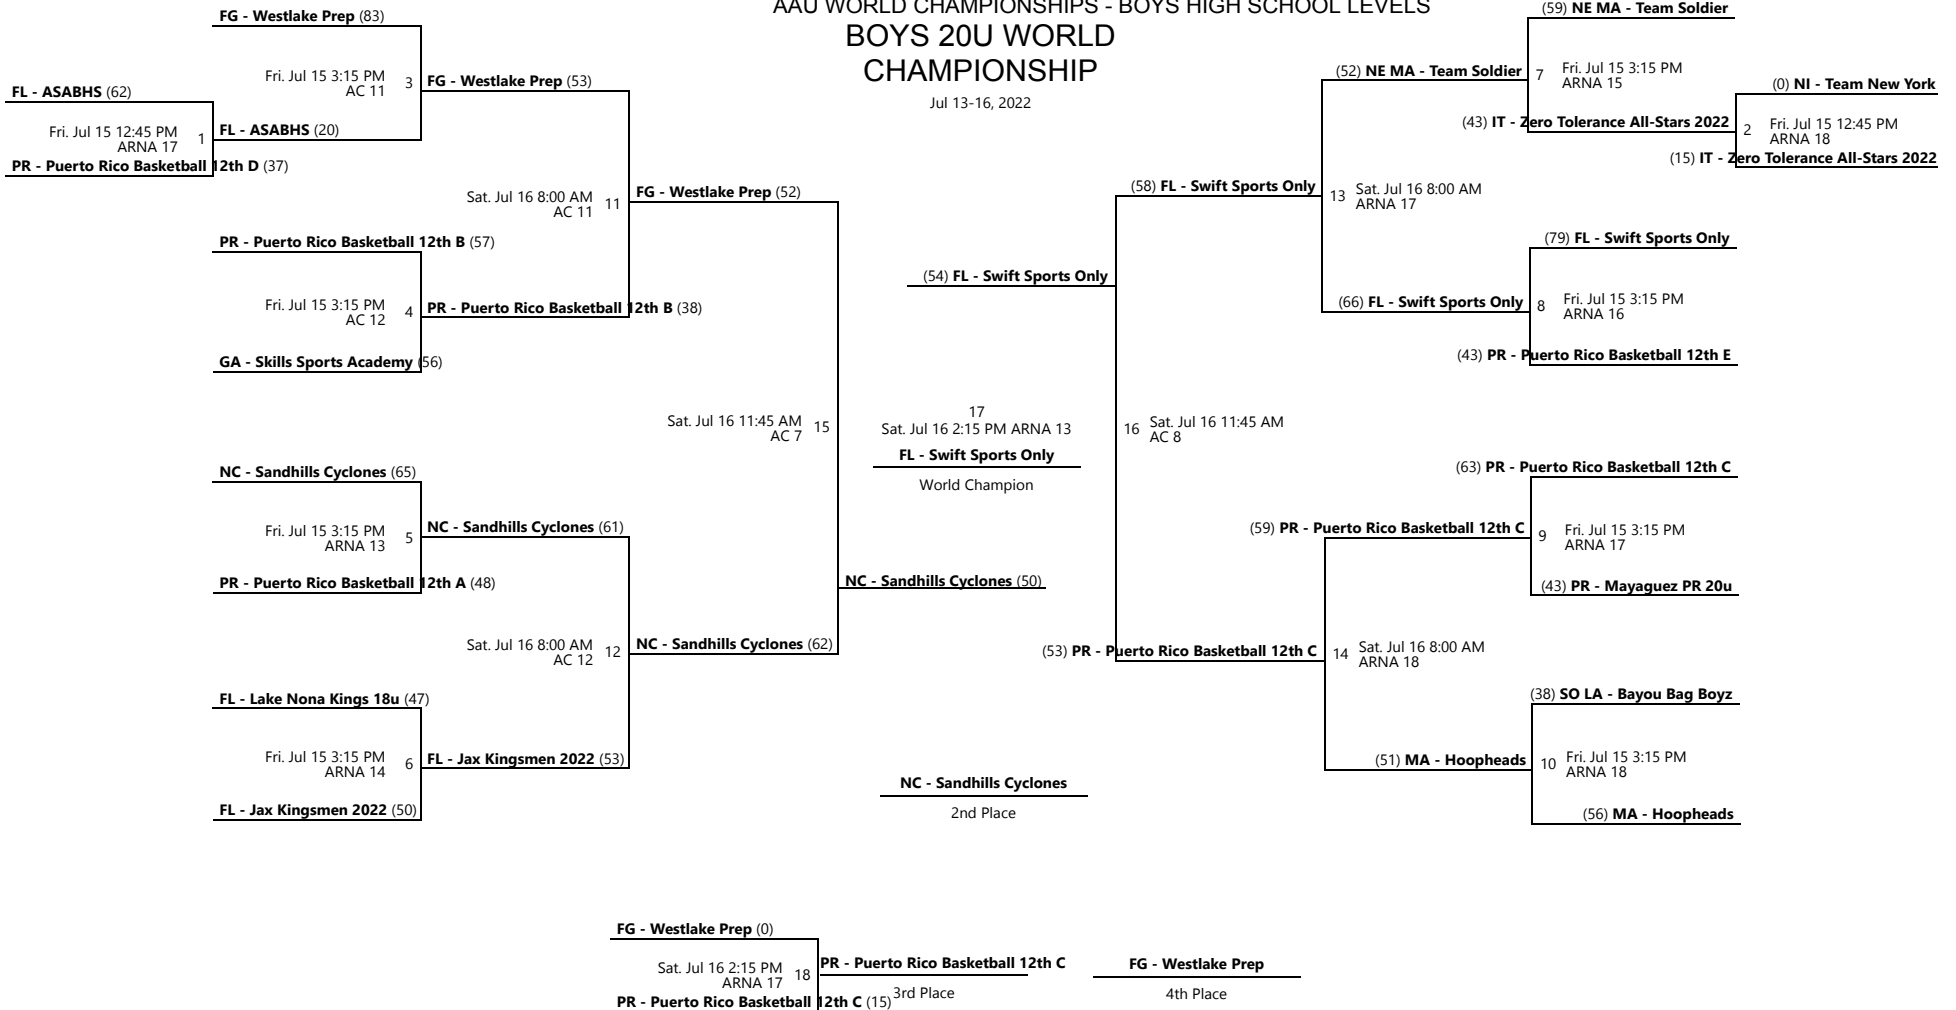 AAU WORLD CHAMPIONSHIPS - BOYS HIGH SCHOOL LEVELS
BOYS 20U WORLD
CHAMPIONSHIP
Jul 13-16, 2022
FL - ASABHS (62)
Fri. Jul 15 12:45 PM 1
ARNA 17
PR - Puerto Rico Basketball 12th D (37)
FG - Westlake Prep (83)
Fri. Jul 15 3:15 PM 3
AC 11
FL - ASABHS (20)
PR - Puerto Rico Basketball 12th B (57)
Fri. Jul 15 3:15 PM 4
AC 12
GA - Skills Sports Academy (56)
NC - Sandhills Cyclones (65)
Fri. Jul 15 3:15 PM 5
ARNA 13
PR - Puerto Rico Basketball 12th A (48)
FL - Lake Nona Kings 18u (47)
Fri. Jul 15 3:15 PM 6
ARNA 14
FL - Jax Kingsmen 2022 (50)
FG - Westlake Prep (53)
Sat. Jul 16 8:00 AM 11
AC 11
PR - Puerto Rico Basketball 12th B (38)
NC - Sandhills Cyclones (61)
Sat. Jul 16 8:00 AM 12
AC 12
FL - Jax Kingsmen 2022 (53)
FG - Westlake Prep (52)
Sat. Jul 16 11:45 AM 15
AC 7
NC - Sandhills Cyclones (62)
(54) FL - Swift Sports Only
17
Sat. Jul 16 2:15 PM ARNA 13
FL - Swift Sports Only
World Champion
NC - Sandhills Cyclones (50)
NC - Sandhills Cyclones
2nd Place
(58) FL - Swift Sports Only
16 Sat. Jul 16 11:45 AM
AC 8
(53) PR - Puerto Rico Basketball 12th C
(52) NE MA - Team Soldier
13 Sat. Jul 16 8:00 AM
ARNA 17
(66) FL - Swift Sports Only
(59) PR - Puerto Rico Basketball 12th C
14 Sat. Jul 16 8:00 AM
ARNA 18
(51) MA - Hoopheads
(59) NE MA - Team Soldier
7 Fri. Jul 15 3:15 PM
ARNA 15
(43) IT - Zero Tolerance All-Stars 2022
(79) FL - Swift Sports Only
8 Fri. Jul 15 3:15 PM
ARNA 16
(43) PR - Puerto Rico Basketball 12th E
(63) PR - Puerto Rico Basketball 12th C
9 Fri. Jul 15 3:15 PM
ARNA 17
(43) PR - Mayaguez PR 20u
(38) SO LA - Bayou Bag Boyz
10 Fri. Jul 15 3:15 PM
ARNA 18
(56) MA - Hoopheads
(0) NI - Team New York
2 Fri. Jul 15 12:45 PM
ARNA 18
(15) IT - Zero Tolerance All-Stars 2022
FG - Westlake Prep (0)
Sat. Jul 16 2:15 PM 18
ARNA 17
PR - Puerto Rico Basketball 12th C (15)
PR - Puerto Rico Basketball 12th C
3rd Place
FG - Westlake Prep
4th Place